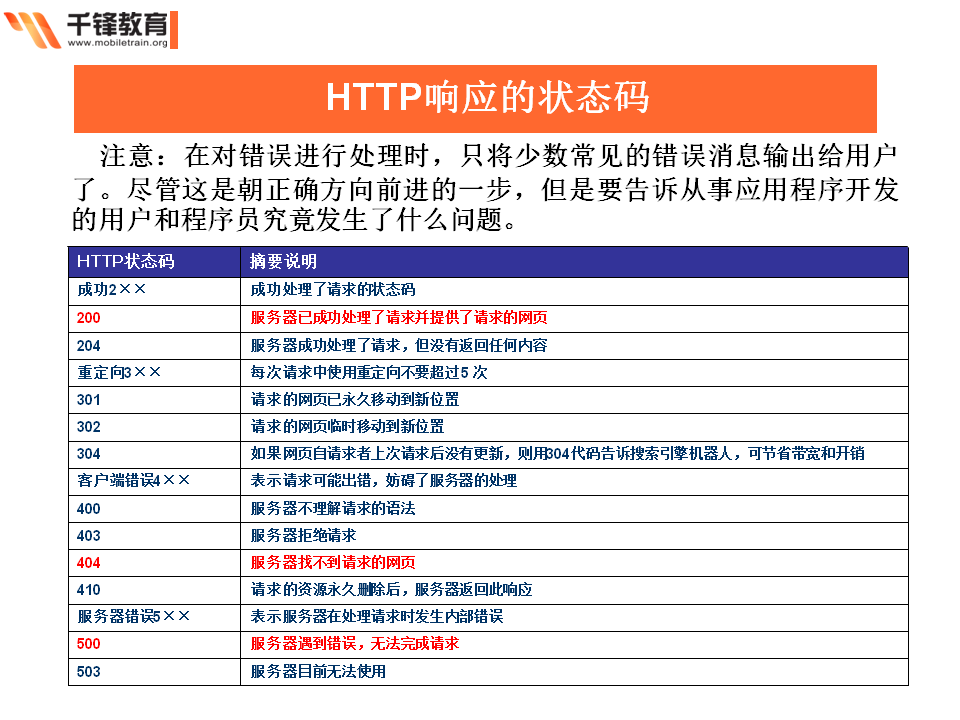 千锋教育
www.mobiletrain.org
HTTP响应的状态码
注意：在对错误进行处理时，只将少数常见的错误消息输出给用户
了。尽管这是朝正确方向前进的一步，但是要告诉从事应用程序开发
的用户和程序员究竟发生了什么问题。
HTTP状态码 摘要说明
成功2×× 成功处理了请求的状态码
200 服务器已成功处理了请求并提供了请求的网页
204 服务器成功处理了请求，但没有返回任何内容
重定向3×× 每次请求中使用重定向不要超过5 次
301 请求的网页已永久移动到新位置
302 请求的网页临时移动到新位置
304 如果网页自请求者上次请求后没有更新，则用304代码告诉搜索引擎机器人，可节省带宽和开销
客户端错误4×× 表示请求可能出错，妨碍了服务器的处理
400 服务器不理解请求的语法
403 服务器拒绝请求
404 服务器找不到请求的网页
410 请求的资源永久删除后，服务器返回此响应
服务器错误5×× 表示服务器在处理请求时发生内部错误
500 服务器遇到错误，无法完成请求
503 服务器目前无法使用